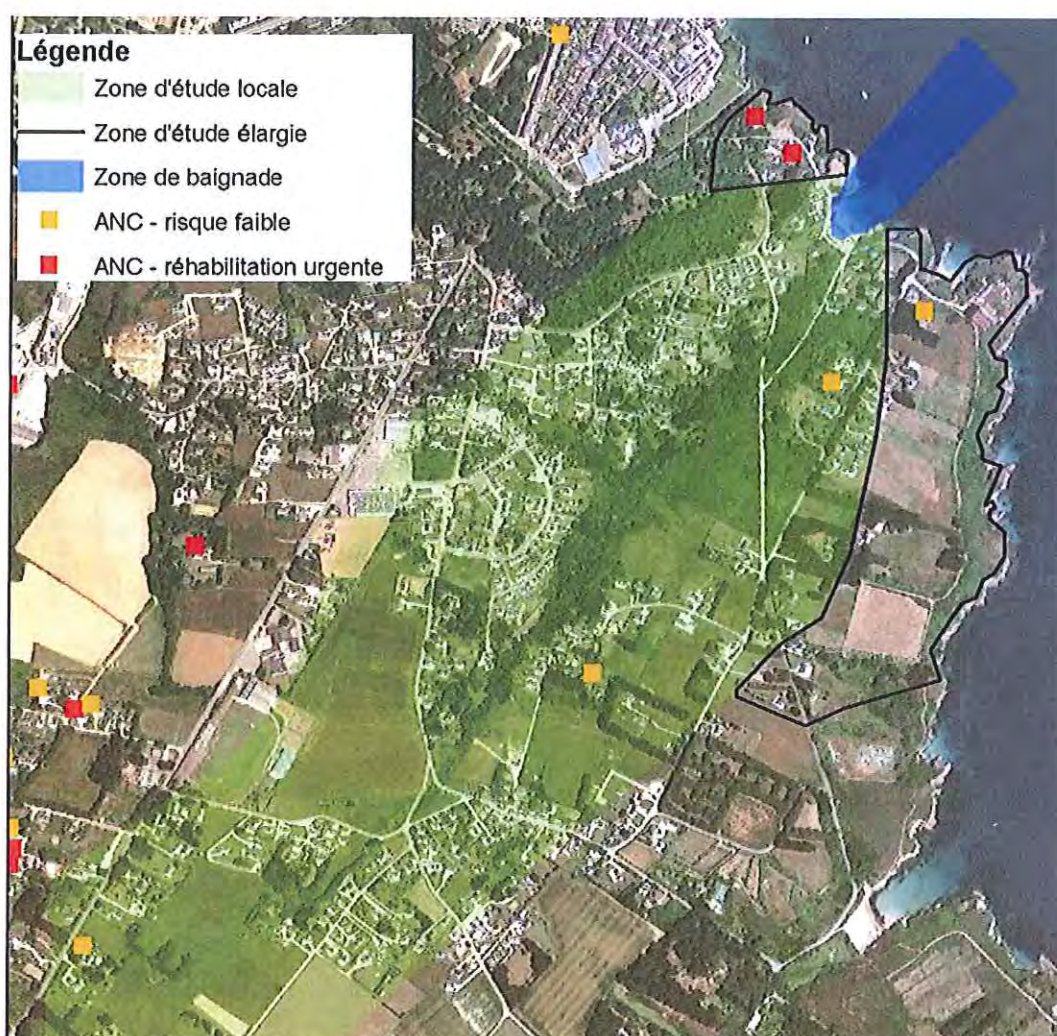 Légende
Zone d'étude locale
Zone d'étude élargie
Zone de baignade
ANC - risque faible
ANC - réhabilitation urgente